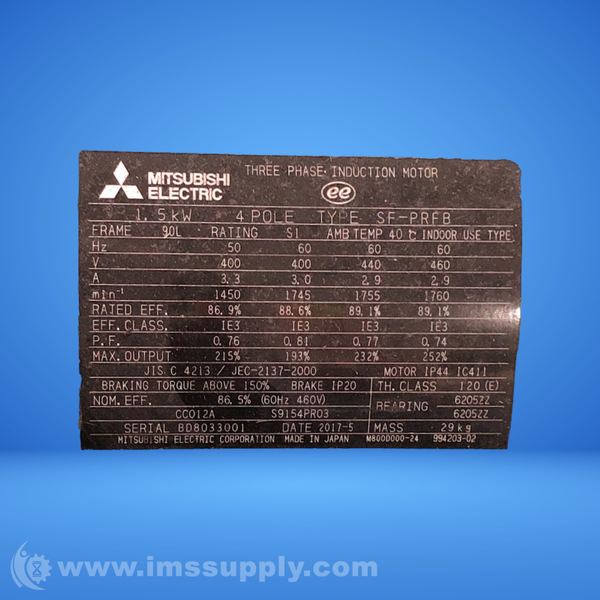 MITSUBISHI ELECTRIC
THREE PHASE INDUCTION MOTOR
ee
1.5kW 4 POLE TYPE SF-PRFB
FRAME 90L RATING S1 AMB TEMP 40℃ INDOOR USE TYPE
Hz 50 60 60 60
V 400 400 440 460
A 3.3 3.0 2.9 2.9
min-1 1450 1745 1755 1760
RATED EFF. 86.9% 88.6% 89.1% 89.1%
EFF. CLASS. IE3 IE3 IE3 IE3
P.F. 0.76 0.81 0.77 0.74
MAX. OUTPUT 215% 193% 232% 252%
JIS C 4213 / JEC-2137-2000 MOTOR IP44 IC411
BRAKING TORQUE ABOVE 150% BRAKE IP20 TH. CLASS 120 (E)
NOM. EFF. 86.5% (60Hz 460V) BEARING 6205ZZ
CC012A S9154PR03 6205ZZ
SERIAL BD8033001 DATE 2017-5 MASS 29kg
MITSUBISHI ELECTRIC CORPORATION MADE IN JAPAN M800D000-24 994203-02
www.imssupply.com